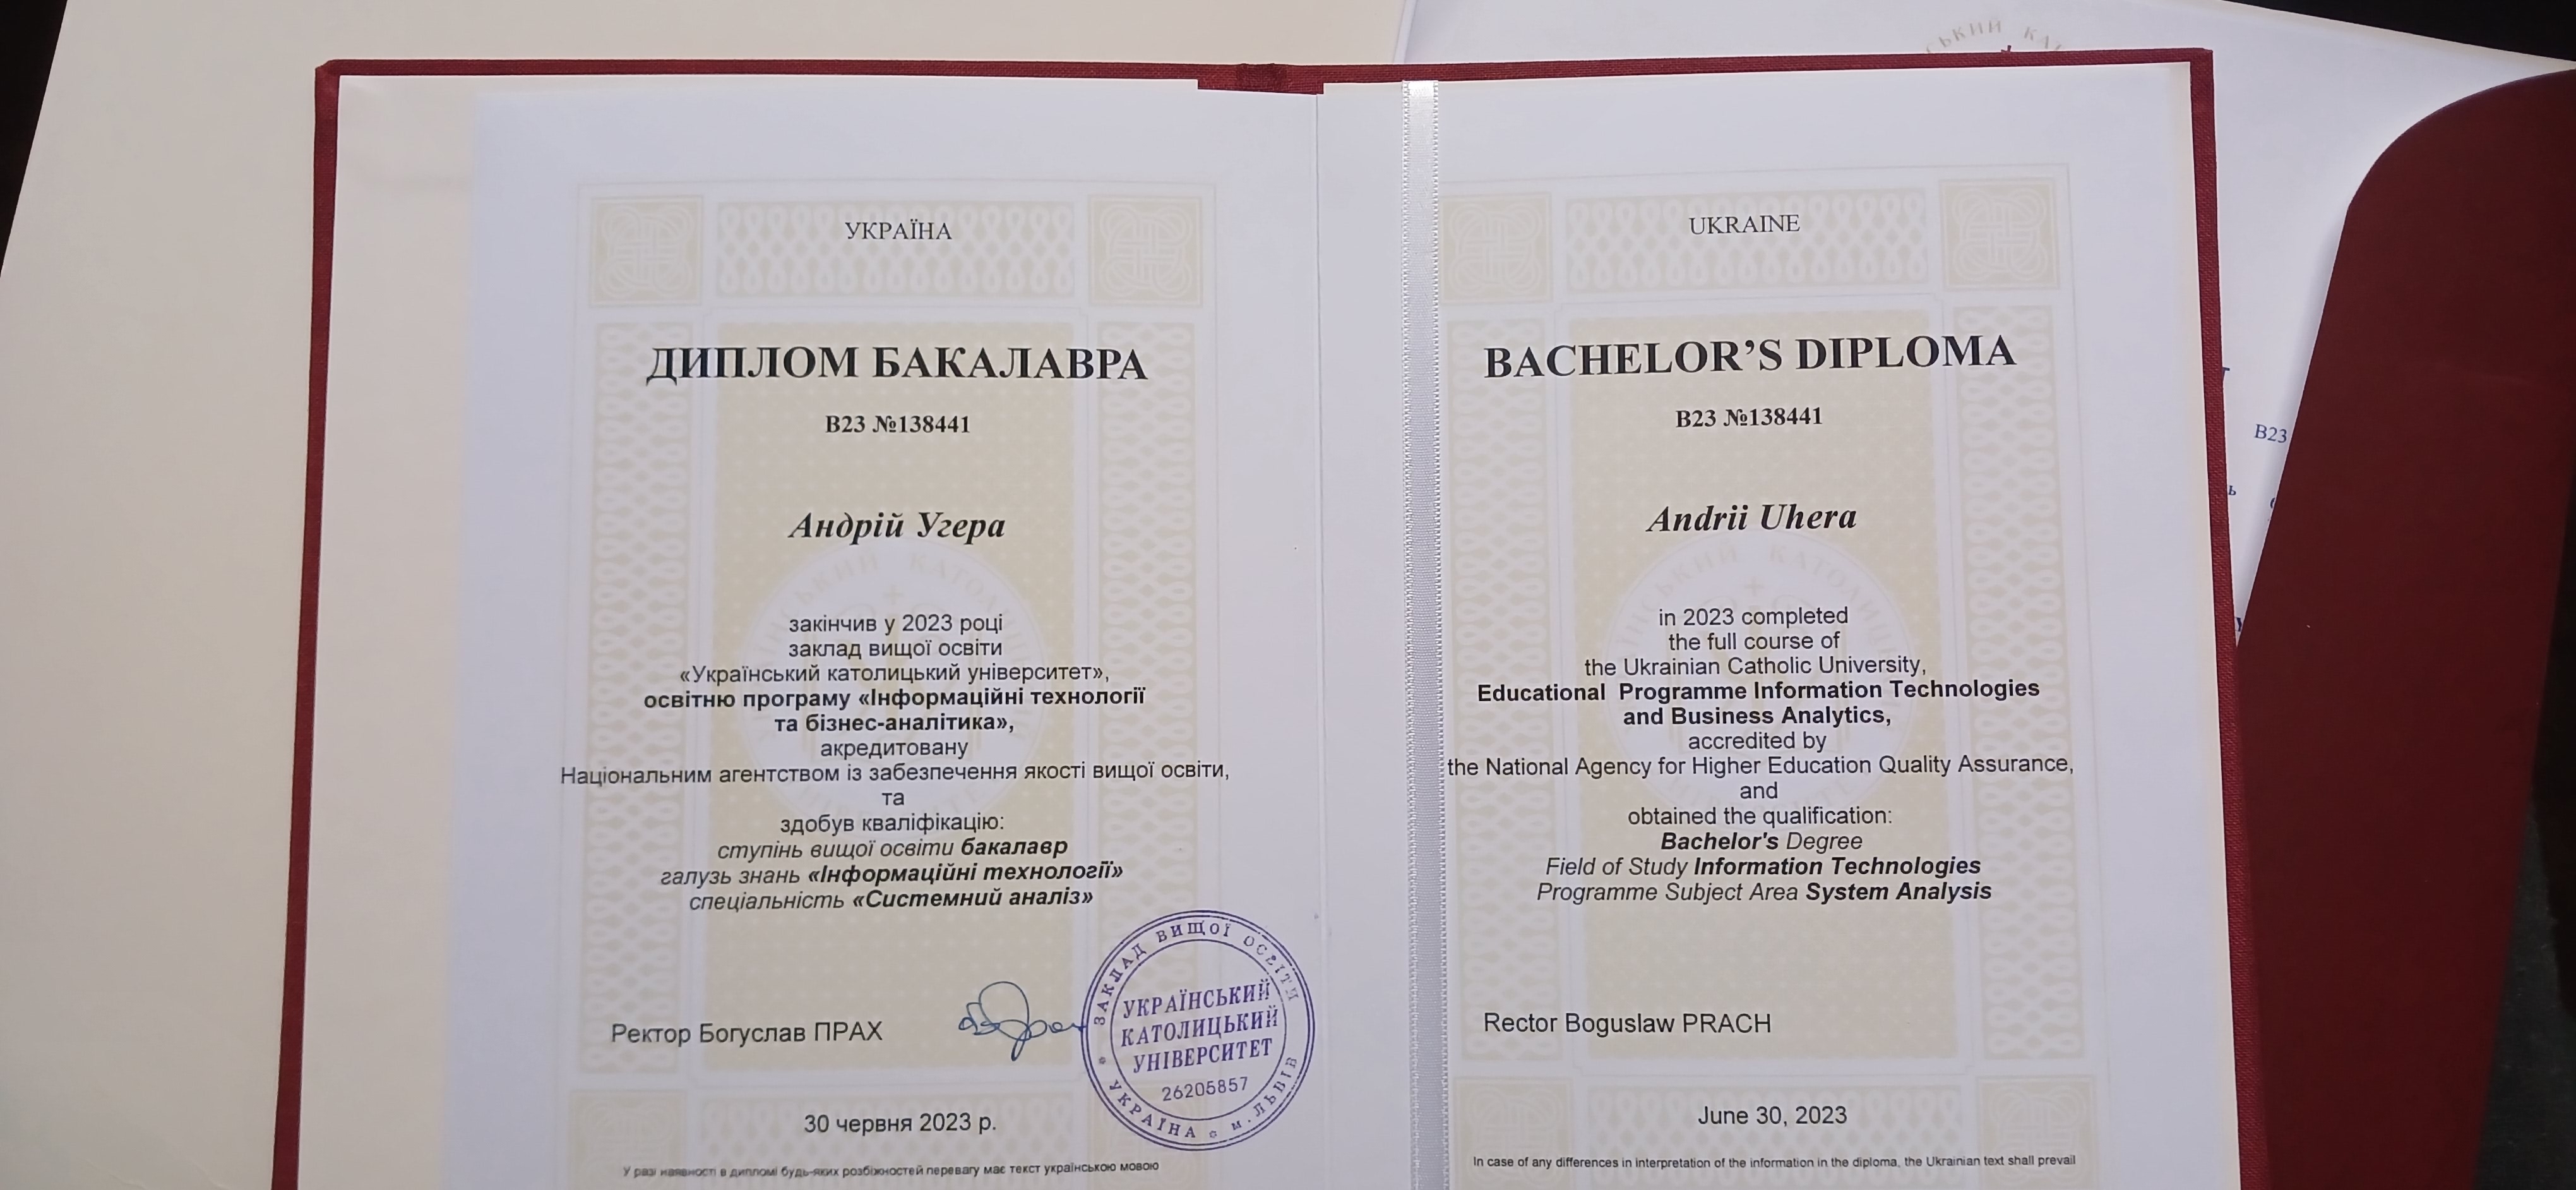 УКРАЇНА
ДИПЛОМ БАКАЛАВРА
B23 №138441
Андрій Угера
закінчив у 2023 році
заклад вищої освіти
«Український католицький університет»,
освітню програму «Інформаційні технології
та бізнес-аналітика»,
акредитовану
Національним агентством із забезпечення якості вищої освіти,
та
здобув кваліфікацію:
ступінь вищої освіти бакалавр
галузь знань «Інформаційні технології»
спеціальність «Системний аналіз»
Ректор Богуслав ПРАХ
ЗАКЛАД ВИЩОЇ ОСВІТИ
УКРАЇНСЬКИЙ
КАТОЛИЦЬКИЙ
УНІВЕРСИТЕТ
26205857
УКРАЇНА м. ЛЬВІВ
30 червня 2023 р.
У разі наявності в дипломі будь-яких розбіжностей перевагу має текст українською мовою
UKRAINE
BACHELOR’S DIPLOMA
B23 №138441
Andrii Uhera
in 2023 completed
the full course of
the Ukrainian Catholic University,
Educational Programme Information Technologies
and Business Analytics,
accredited by
the National Agency for Higher Education Quality Assurance,
and
obtained the qualification:
Bachelor's Degree
Field of Study Information Technologies
Programme Subject Area System Analysis
Rector Boguslaw PRACH
June 30, 2023
In case of any differences in interpretation of the information in the diploma, the Ukrainian text shall prevail
B23